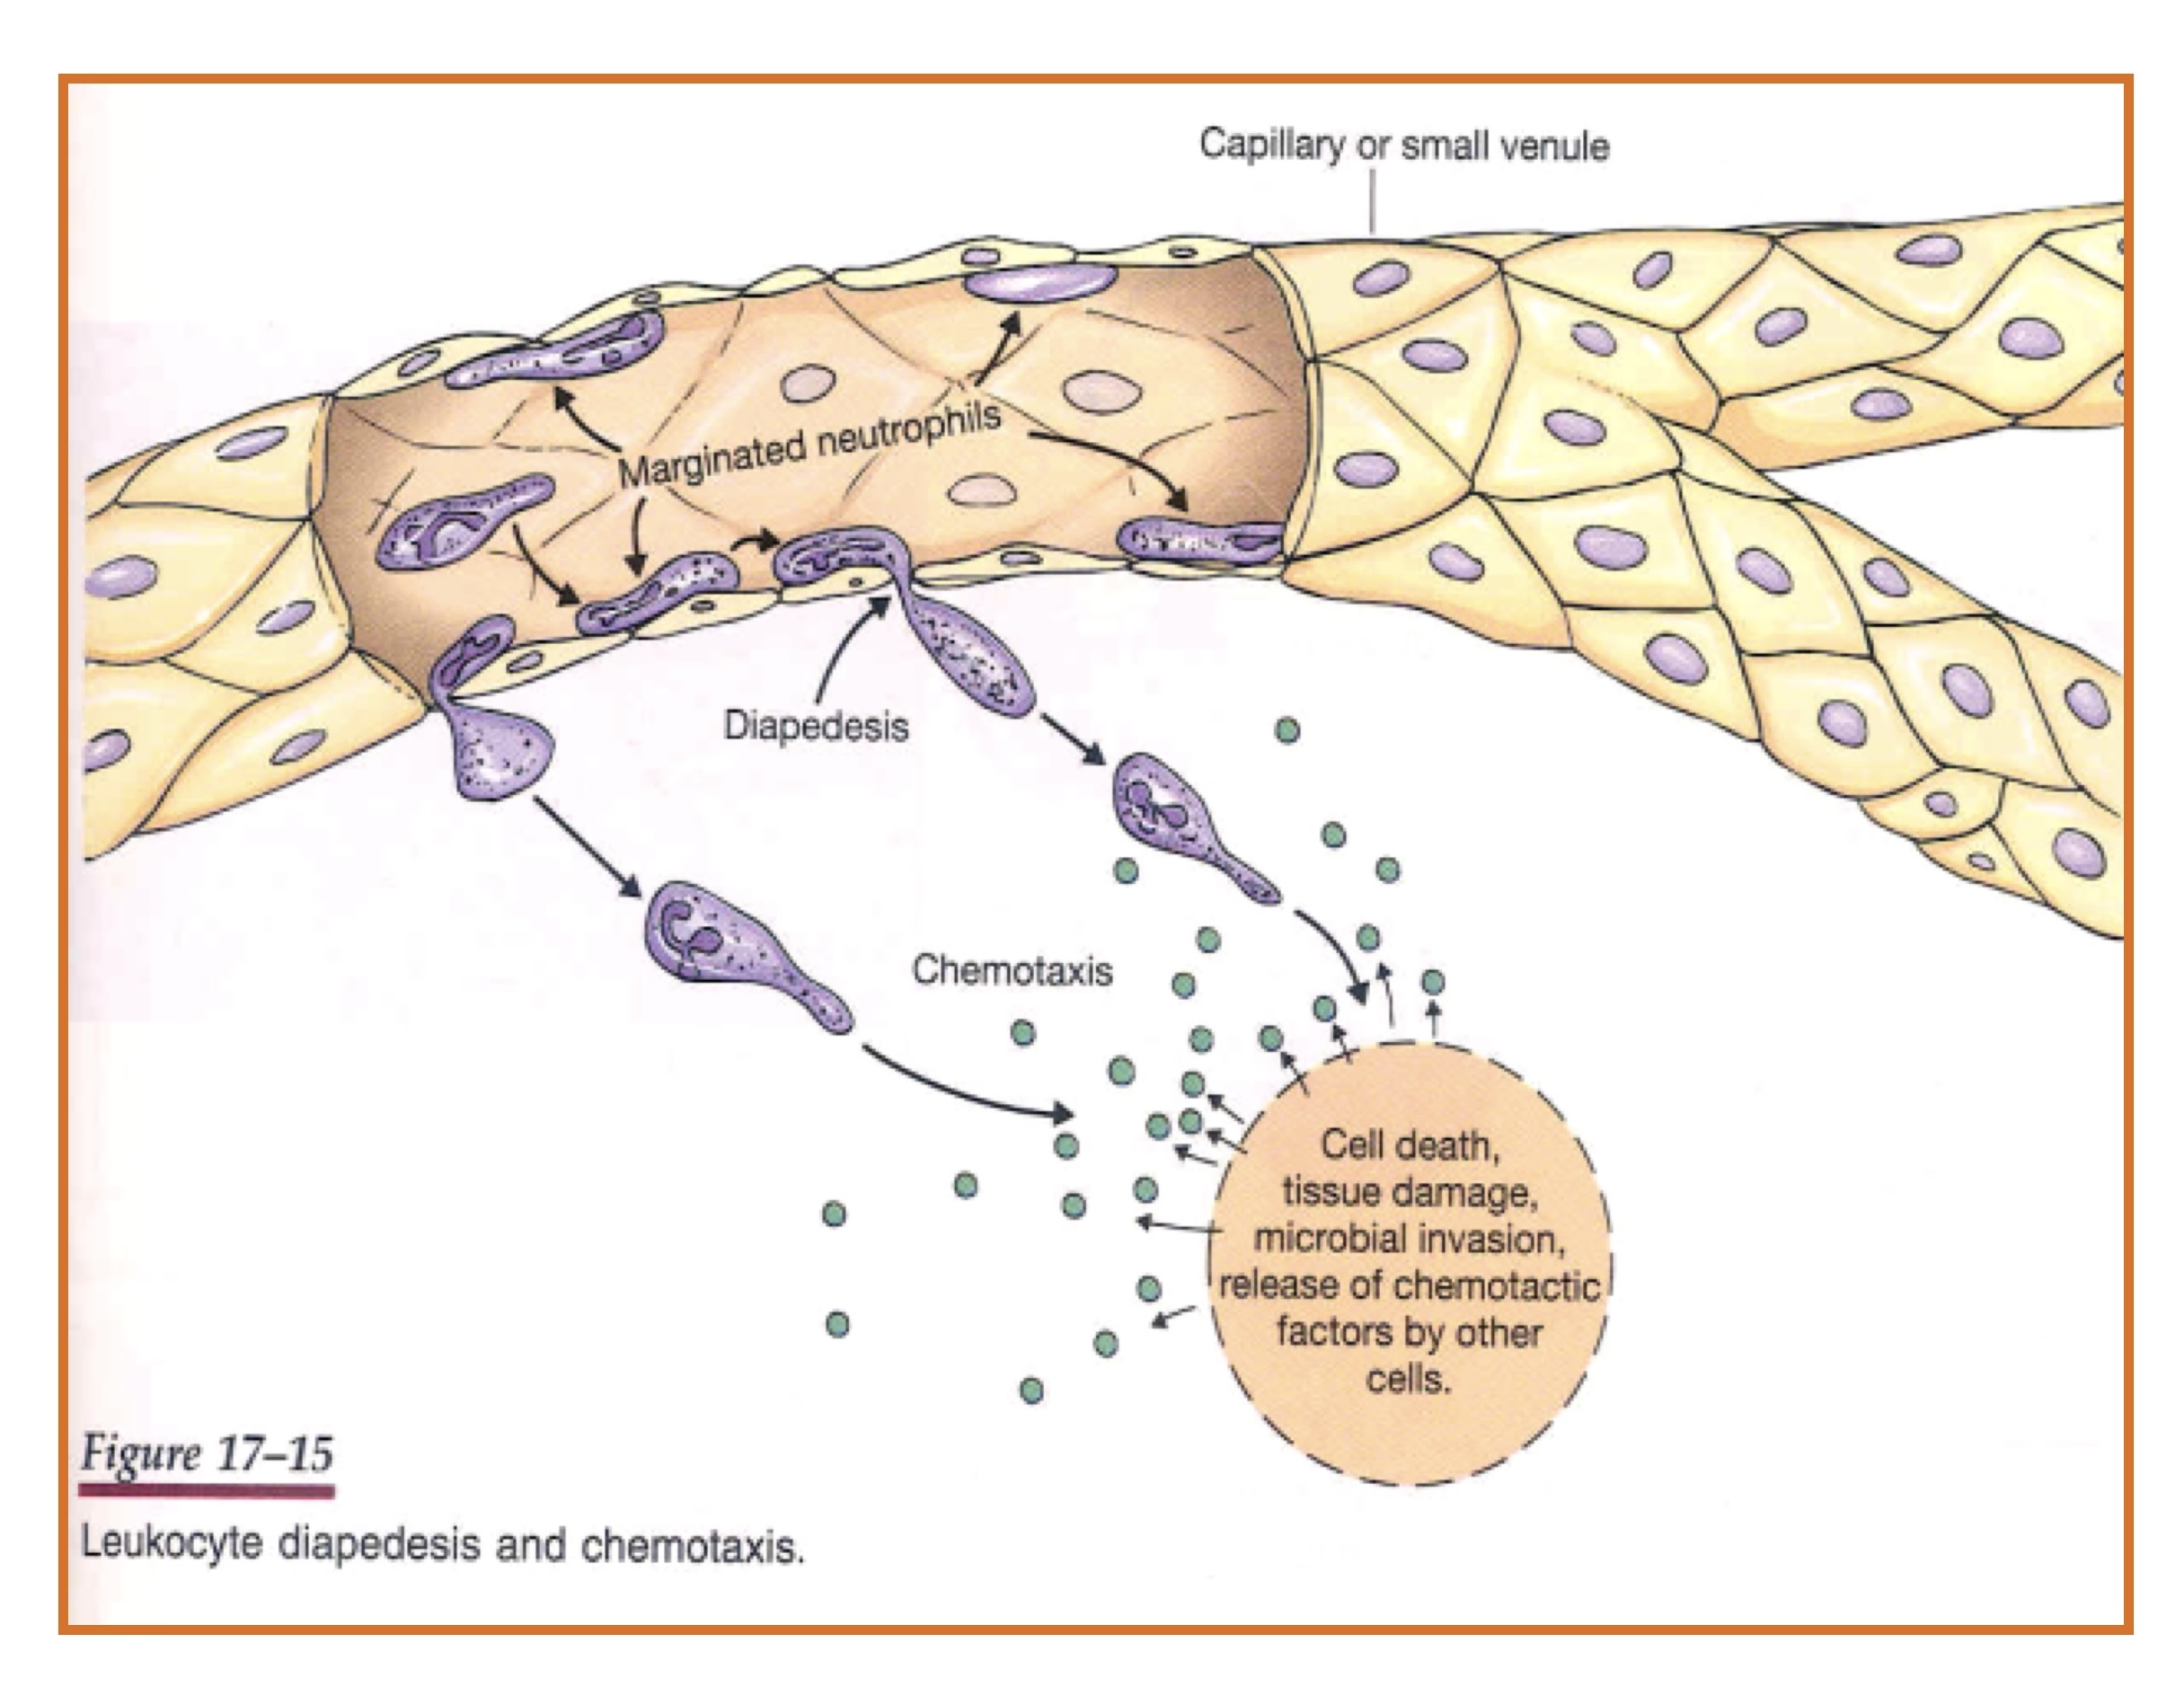 Capillary or small venule
Marginated neutrophils
Diapedesis
Chemotaxis
Cell death,
tissue damage,
microbial invasion,
release of chemotactic
factors by other
cells.
Figure 17–15
Leukocyte diapedesis and chemotaxis.